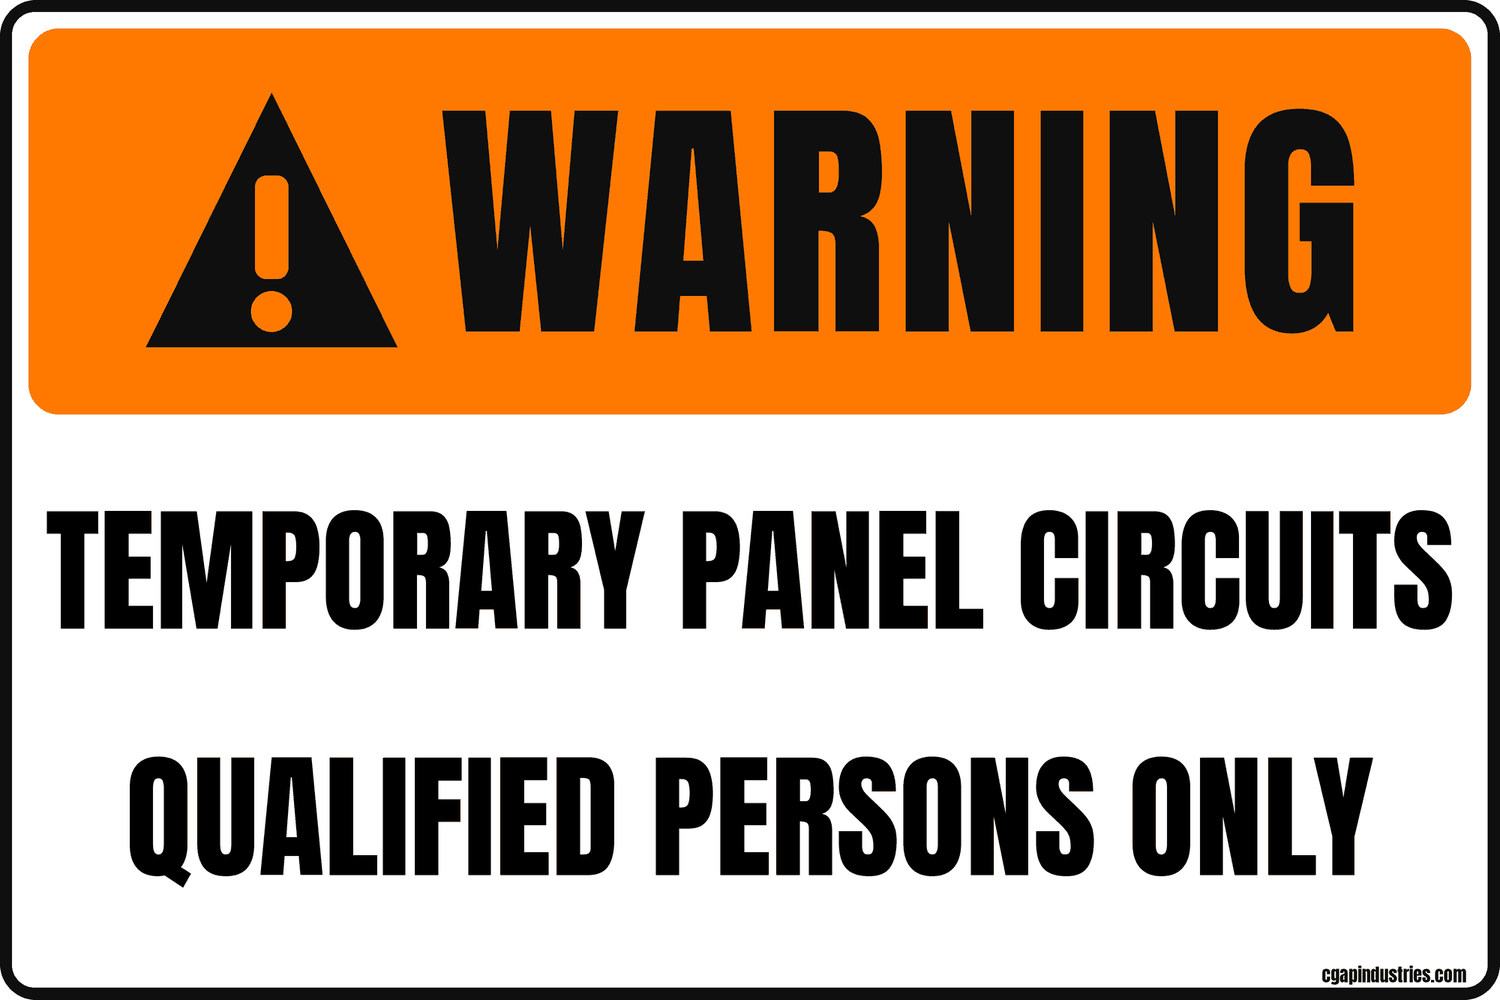 WARNING
TEMPORARY PANEL CIRCUITS
QUALIFIED PERSONS ONLY
cgapindustries.com